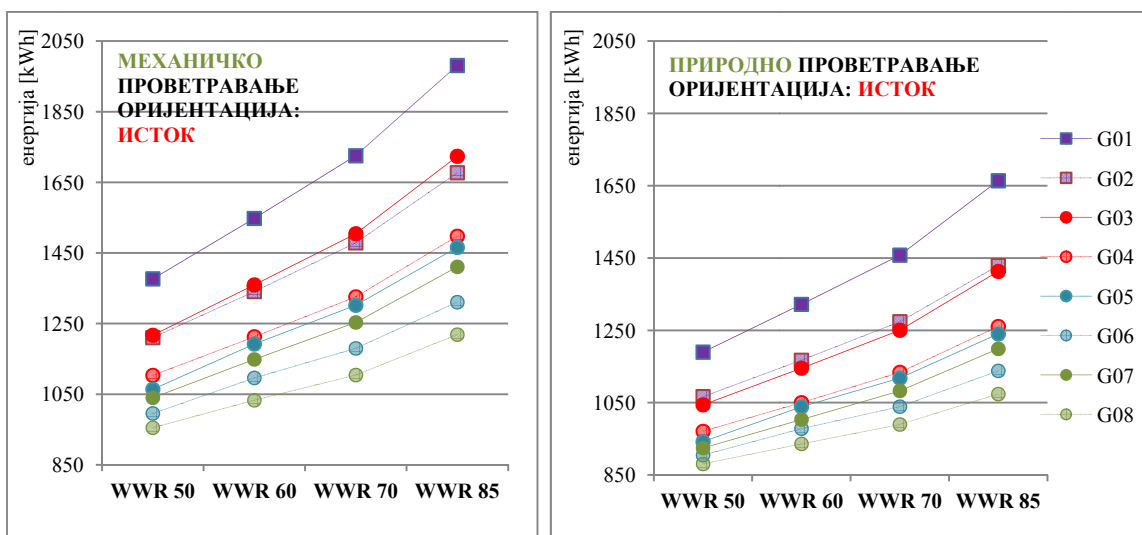 енергија [kWh]
2050
1850
1650
1450
1250
1050
850
МЕХАНИЧКО
ПРОВЕТРАВАЊЕ
ОРИЈЕНТАЦИЈА:
ИСТОК
WWR 50 WWR 60 WWR 70 WWR 85
енергија [kWh]
2050
1850
1650
1450
1250
1050
850
ПРИРОДНО ПРОВЕТРАВАЊЕ
ОРИЈЕНТАЦИЈА: ИСТОК
WWR 50 WWR 60 WWR 70 WWR 85
G01
G02
G03
G04
G05
G06
G07
G08